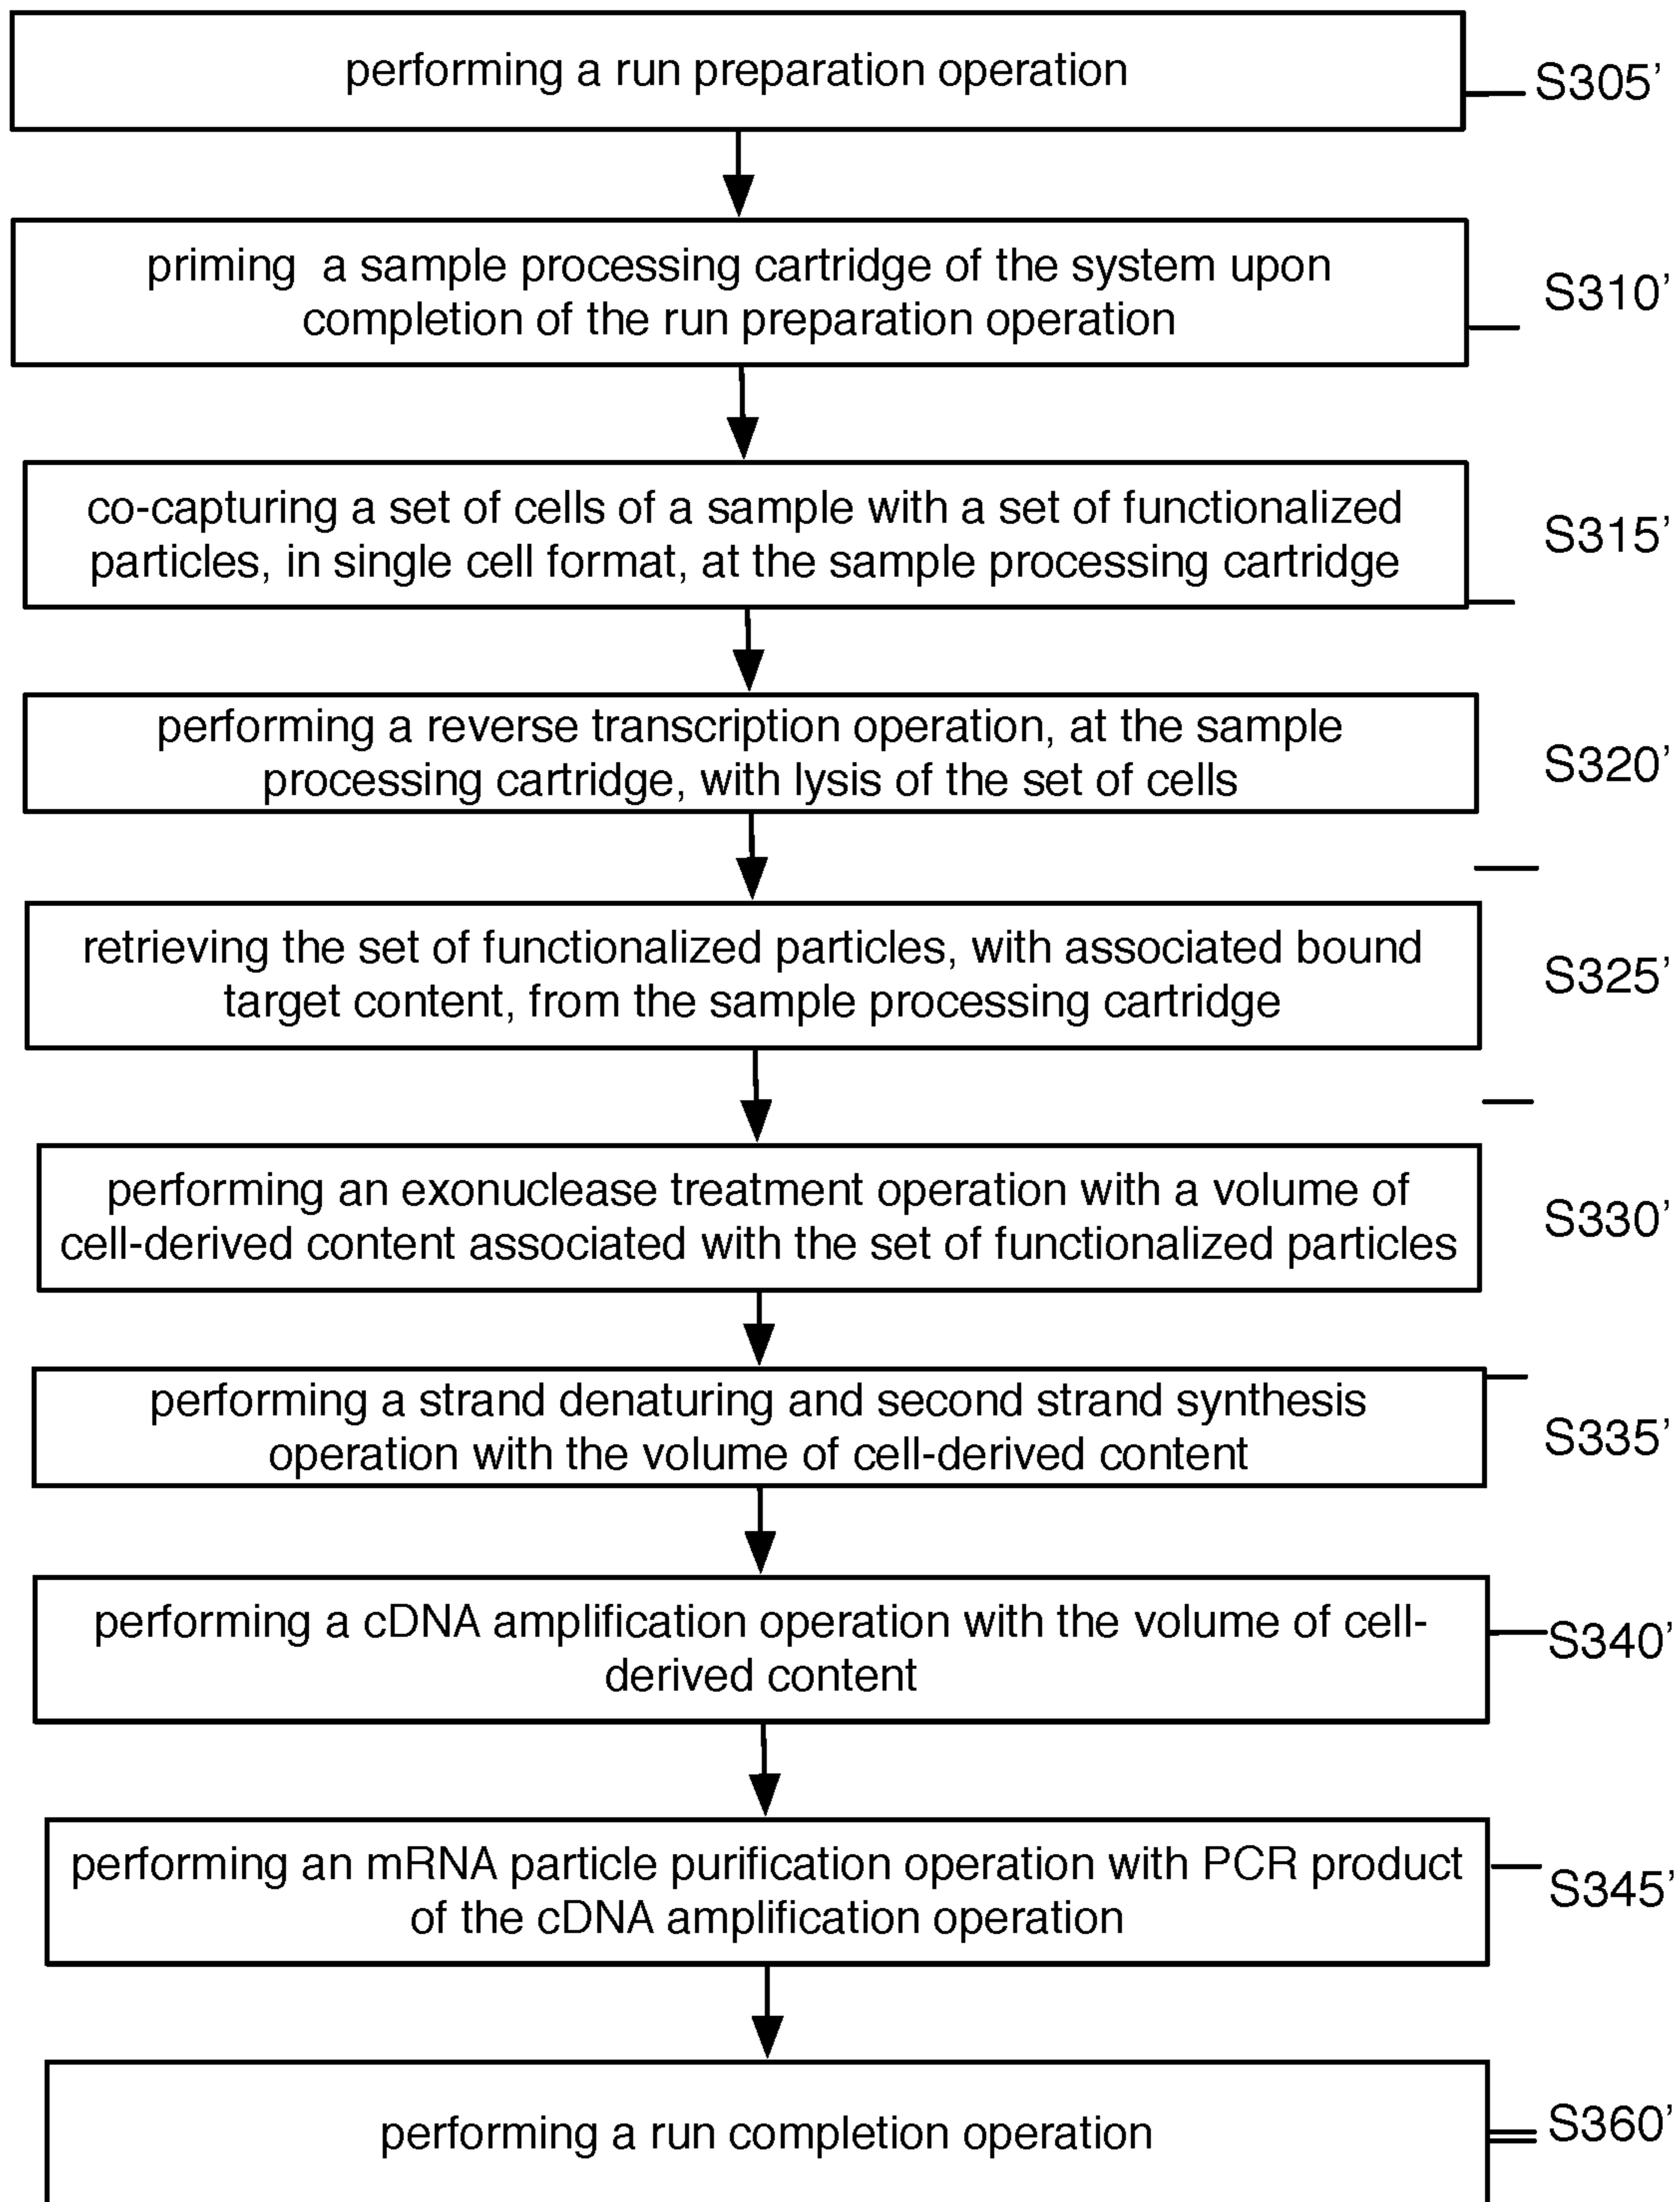 performing a run preparation operation
S305’
priming a sample processing cartridge of the system upon
completion of the run preparation operation
S310’
co-capturing a set of cells of a sample with a set of functionalized
particles, in single cell format, at the sample processing cartridge
S315’
performing a reverse transcription operation, at the sample
processing cartridge, with lysis of the set of cells
S320’
retrieving the set of functionalized particles, with associated bound
target content, from the sample processing cartridge
S325’
performing an exonuclease treatment operation with a volume of
cell-derived content associated with the set of functionalized particles
S330’
performing a strand denaturing and second strand synthesis
operation with the volume of cell-derived content
S335’
performing a cDNA amplification operation with the volume of cell-
derived content
S340’
performing an mRNA particle purification operation with PCR product
of the cDNA amplification operation
S345’
performing a run completion operation
S360’